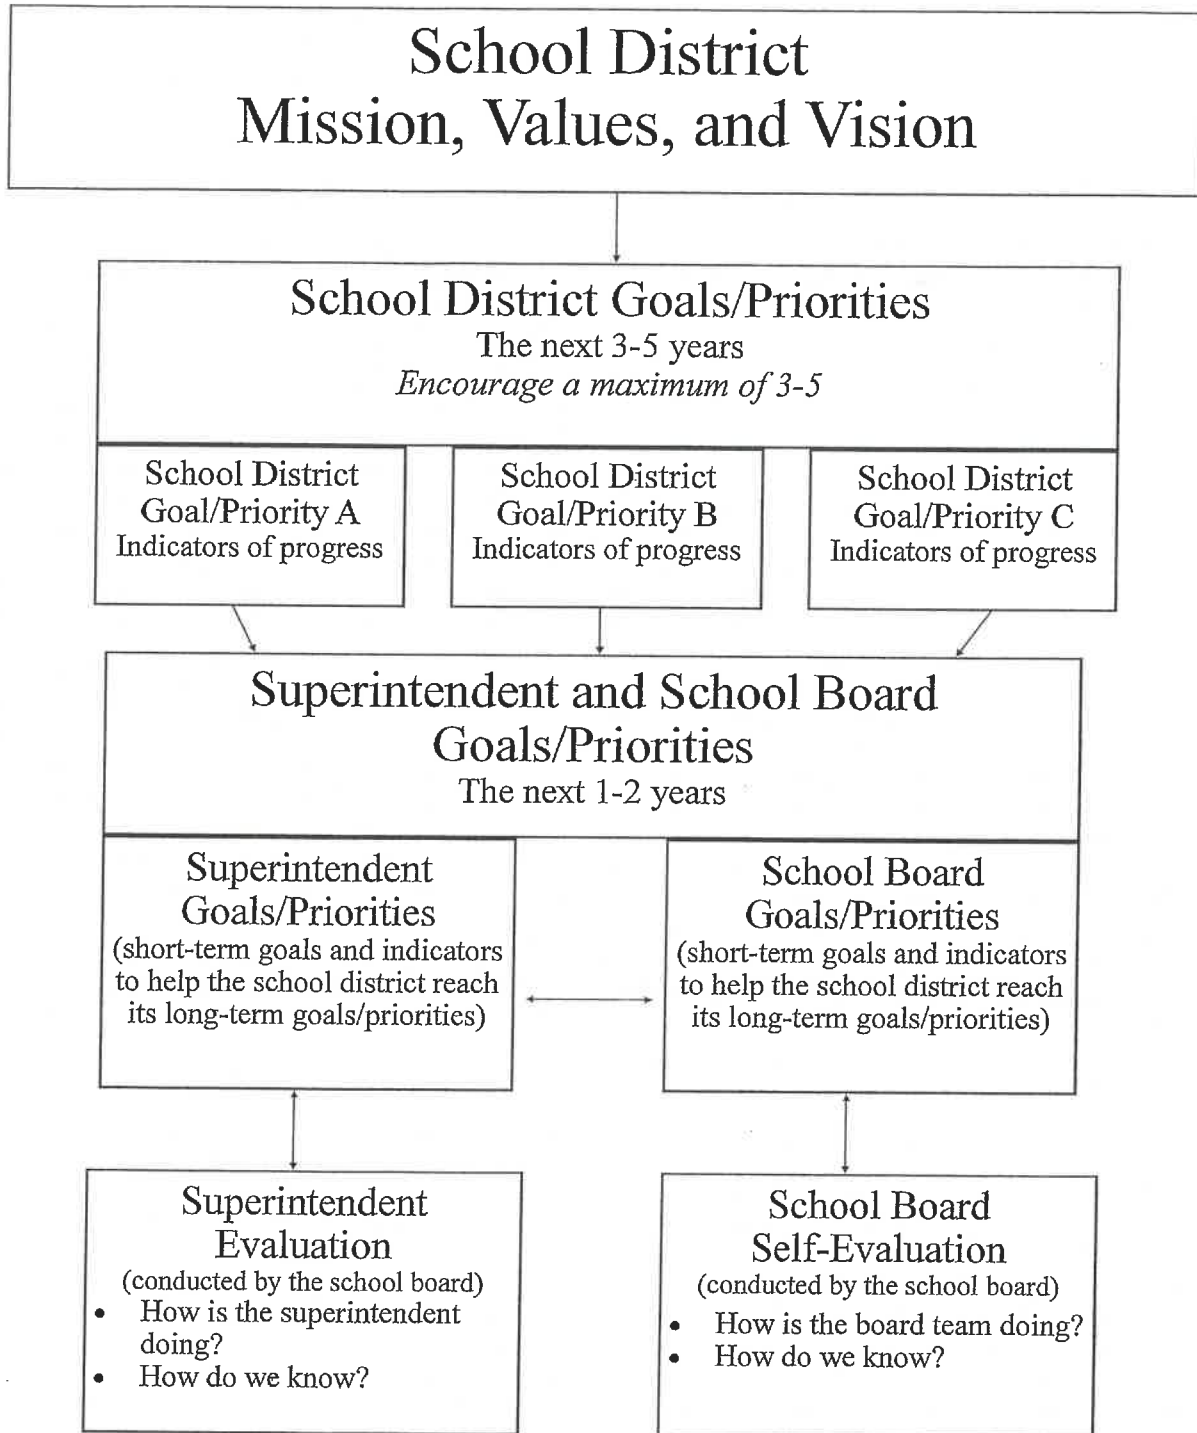 School District
Mission, Values, and Vision
School District Goals/Priorities
The next 3-5 years
Encourage a maximum of 3-5
School District
Goal/Priority A
Indicators of progress
School District
Goal/Priority B
Indicators of progress
School District
Goal/Priority C
Indicators of progress
Superintendent and School Board
Goals/Priorities
The next 1-2 years
Superintendent
Goals/Priorities
(short-term goals and indicators
to help the school district reach
its long-term goals/priorities)
School Board
Goals/Priorities
(short-term goals and indicators
to help the school district reach
its long-term goals/priorities)
Superintendent
Evaluation
(conducted by the school board)
• How is the superintendent
doing?
• How do we know?
School Board
Self-Evaluation
(conducted by the school board)
• How is the board team doing?
• How do we know?